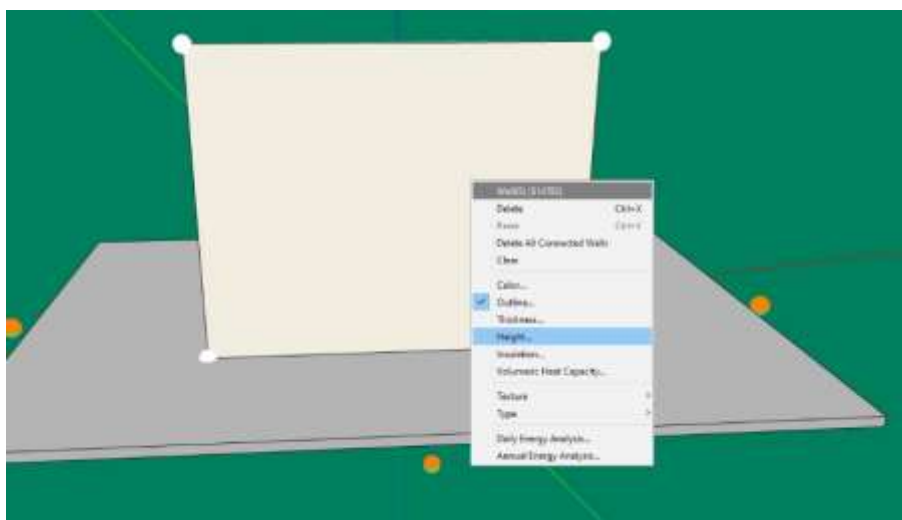 Delete Ctrl+X
Paste Ctrl+V
Delete All Connected Walls
Clear
Color...
Outline...
Thickness...
Height...
Insulation...
Volumetric Heat Capacity...
Texture
Type
Daily Energy Analysis...
Annual Energy Analysis...